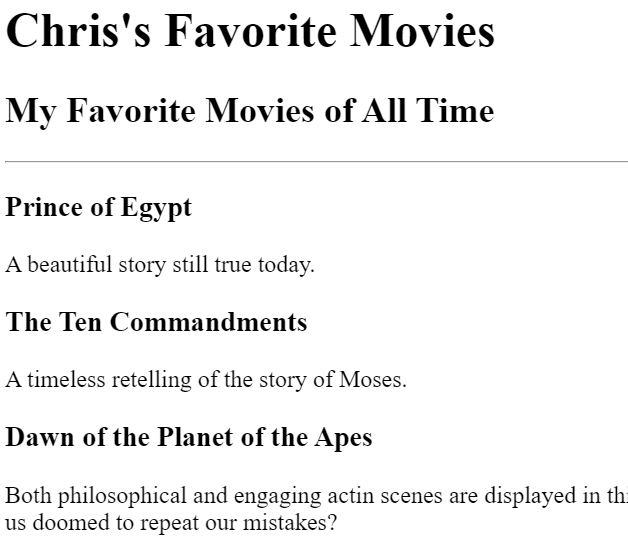 Chris's Favorite Movies
My Favorite Movies of All Time
Prince of Egypt
A beautiful story still true today.
The Ten Commandments
A timeless retelling of the story of Moses.
Dawn of the Planet of the Apes
Both philosophical and engaging actin scenes are displayed in
us doomed to repeat our mistakes?